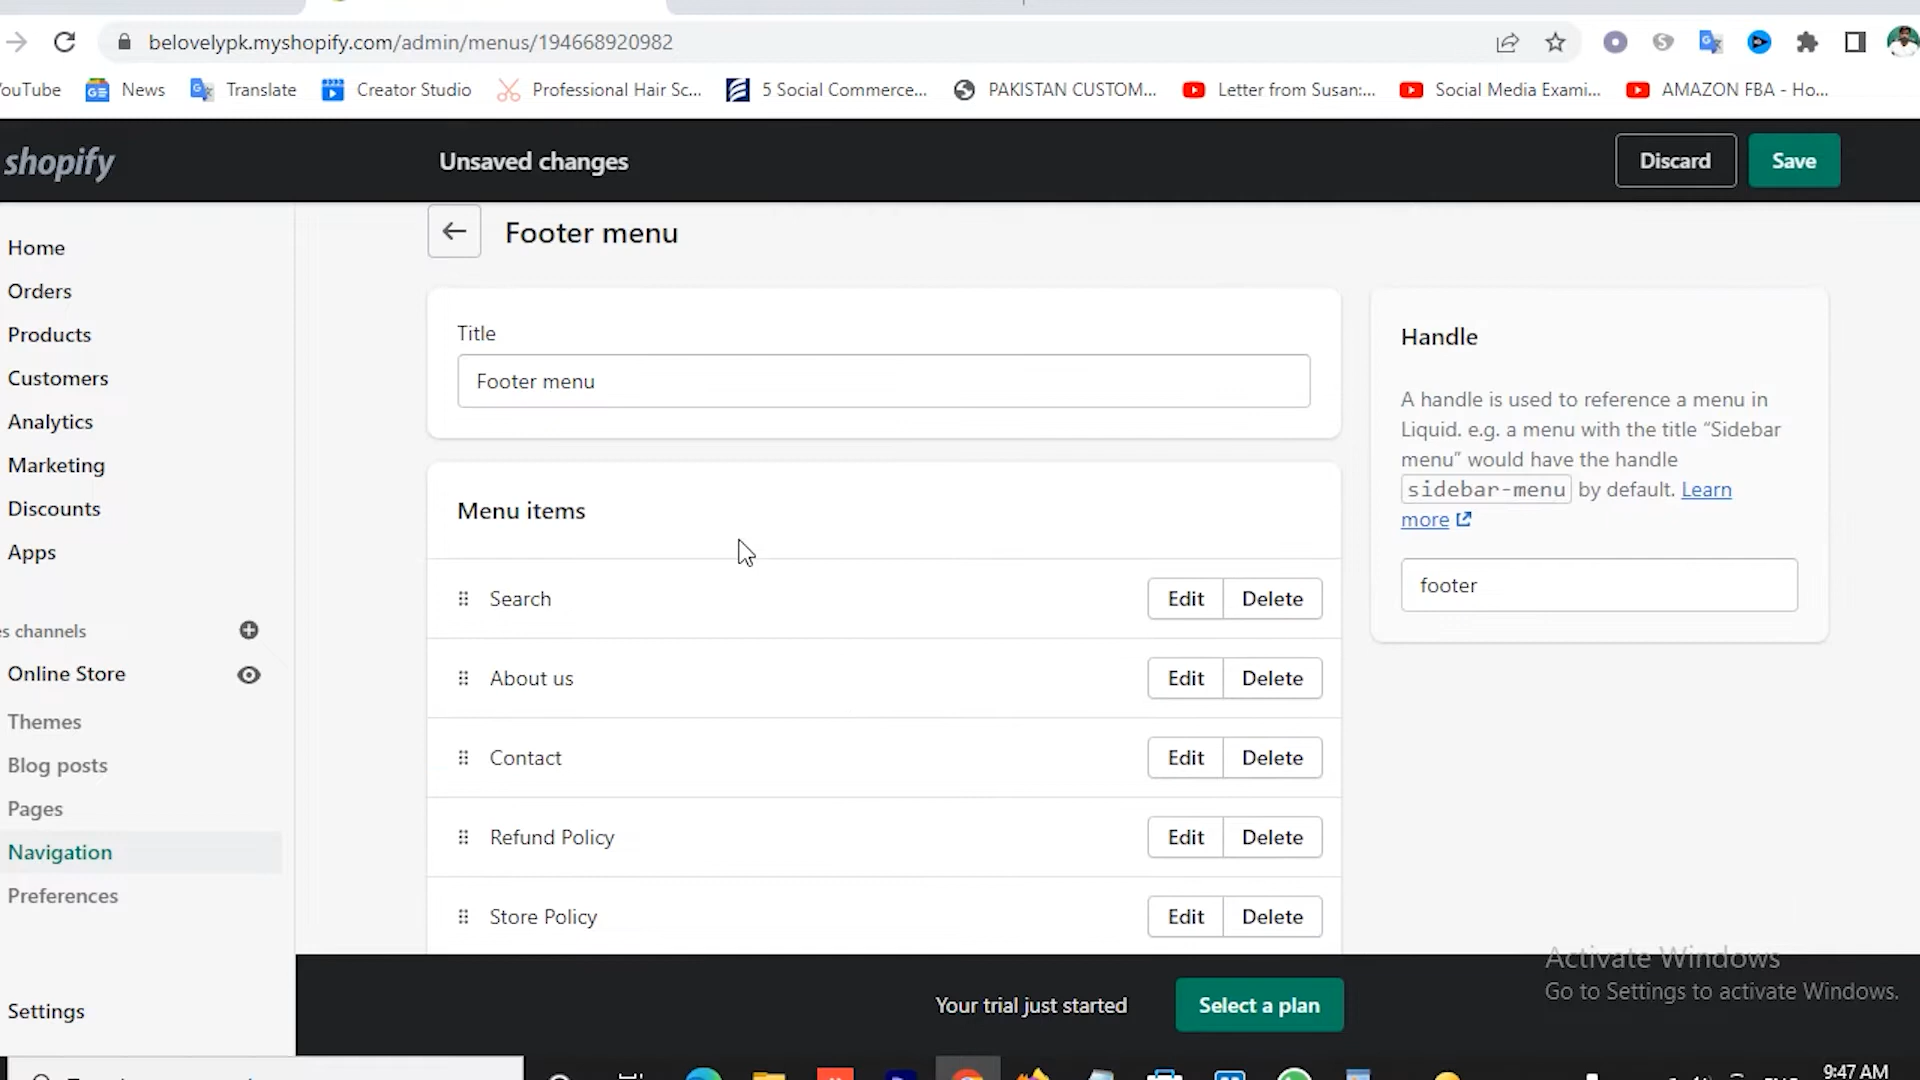 belovelypk.myshopify.com/admin/menus/194668920982
ouTube News Translate Creator Studio Professional Hair Sc... 5 Social Commerce... PAKISTAN CUSTOM... Letter from Susan:... Social Media Exami... AMAZON FBA - Ho...
shopify
Unsaved changes
Discard
Save
Home
Orders
Products
Customers
Analytics
Marketing
Discounts
Apps
es channels
Online Store
Themes
Blog posts
Pages
Navigation
Preferences
Settings
Footer menu
Title
Footer menu
Menu items
Search Edit Delete
About us Edit Delete
Contact Edit Delete
Refund Policy Edit Delete
Store Policy Edit Delete
Handle
A handle is used to reference a menu in
Liquid. e.g. a menu with the title “Sidebar
menu” would have the handle
sidebar-menu by default. Learn
more
footer
Your trial just started
Select a plan
Activate Windows
Go to Settings to activate Windows.
9:47 AM